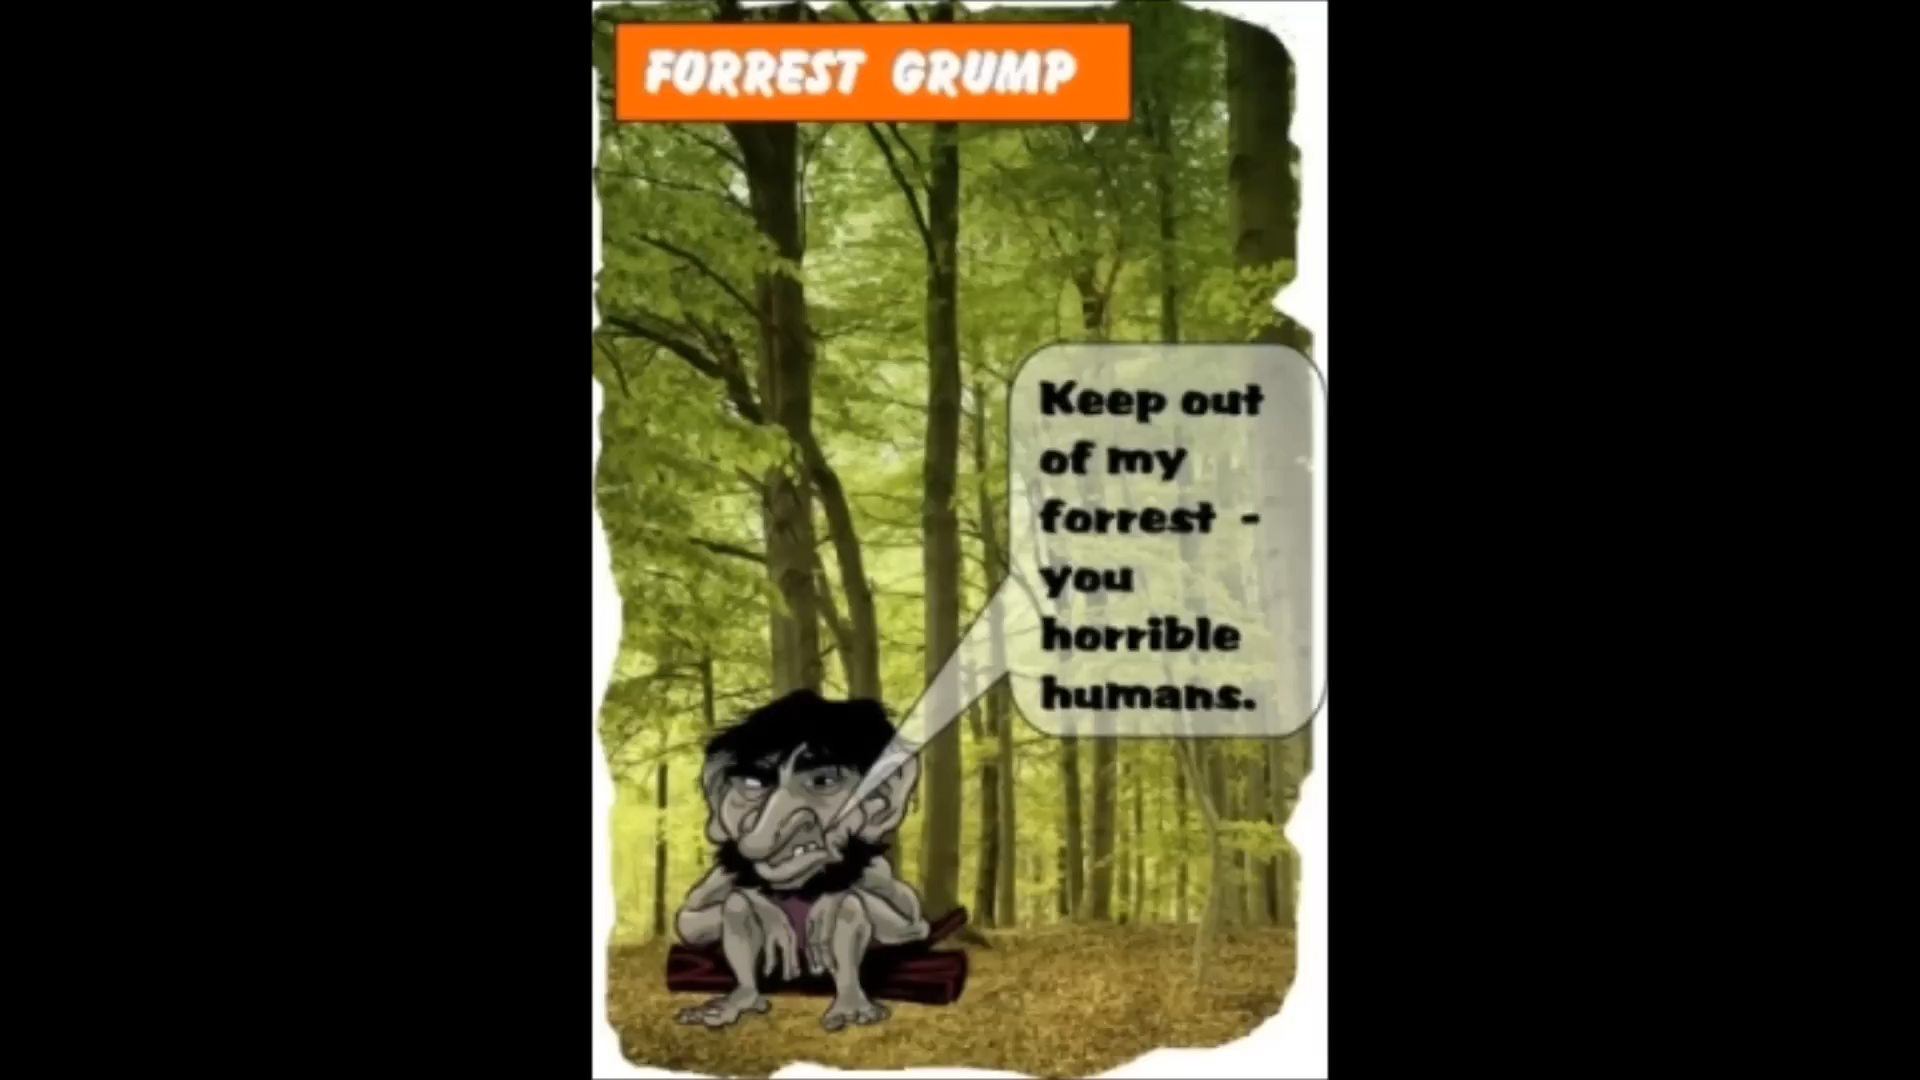 FORREST GRUMP
Keep out
of my
forrest -
you
horrible
humans.